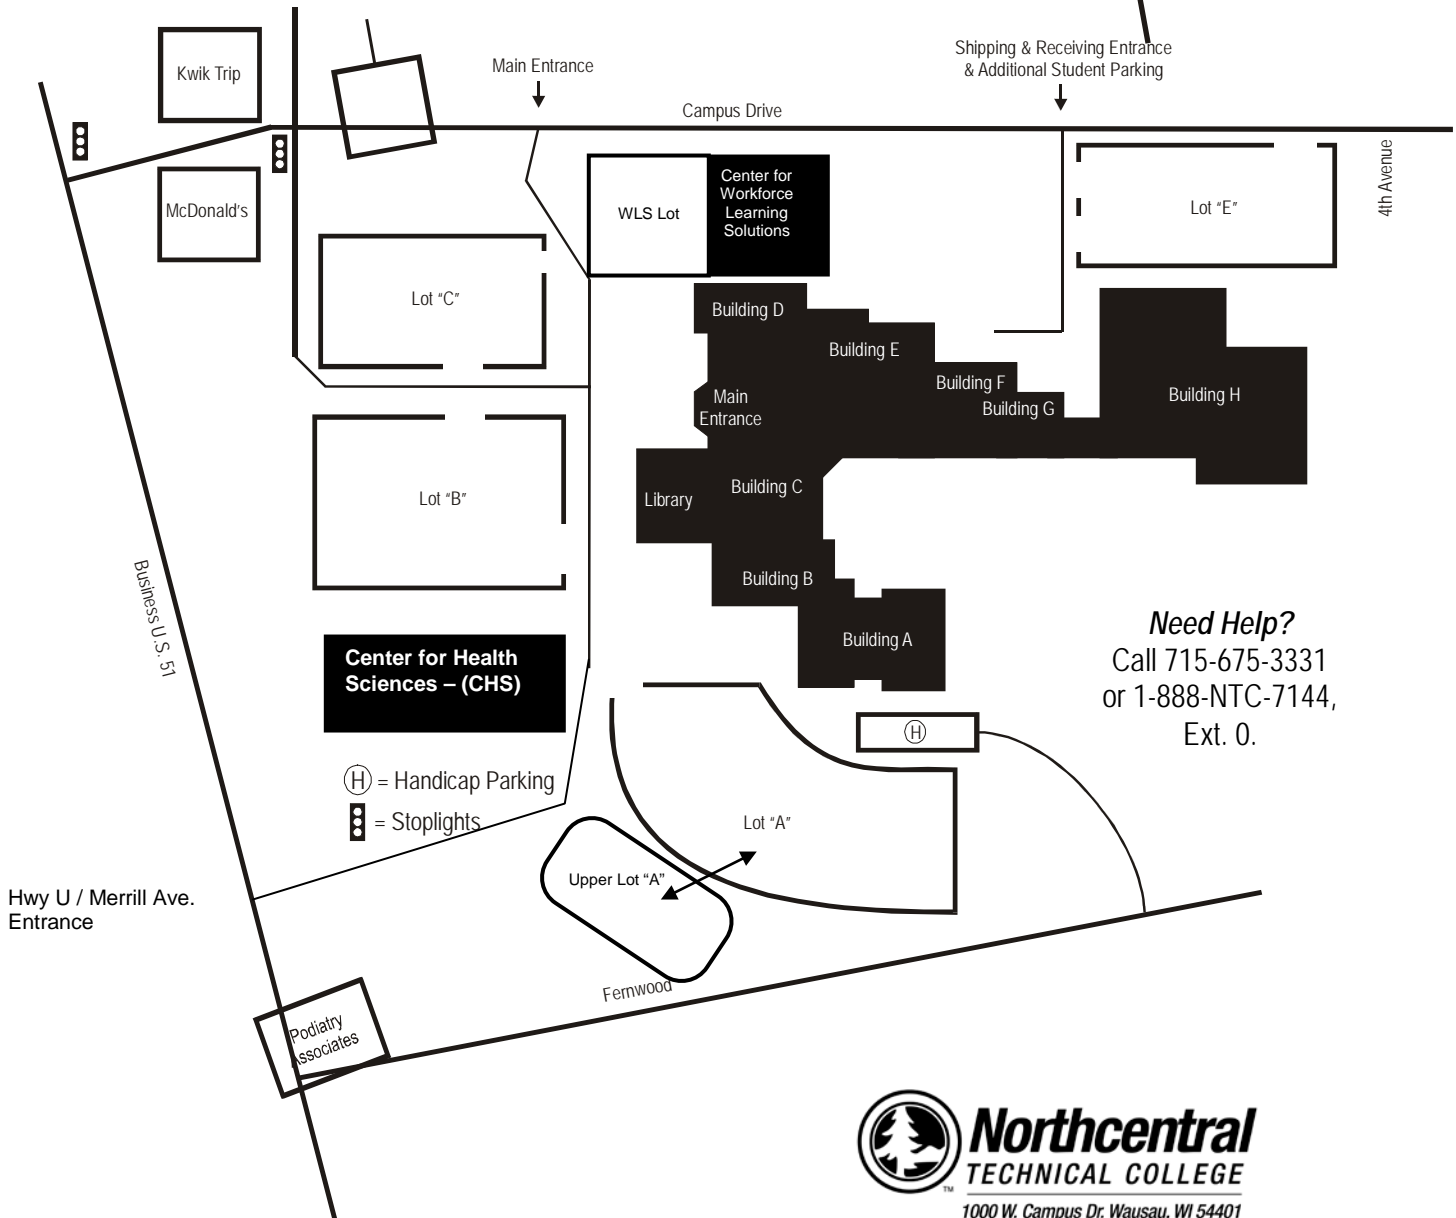 Shipping & Receiving Entrance
& Additional Student Parking
Main Entrance
Kwik Trip
Campus Drive
4th Avenue
McDonald's
WLS Lot
Center for
Workforce
Learning
Solutions
Lot "E"
Lot "C"
Building D
Building E
Building F
Building G
Building H
Main
Entrance
Lot "B"
Library
Building C
Building B
Building A
Business U.S. 51
Center for Health
Sciences – (CHS)
Need Help?
Call 715-675-3331
or 1-888-NTC-7144,
Ext. 0.
H
H = Handicap Parking
= Stoplights
Lot "A"
Upper Lot "A"
Hwy U / Merrill Ave.
Entrance
Fernwood
Podiatry
Associates
Northcentral
TECHNICAL COLLEGE
TM
1000 W. Campus Dr. Wausau, WI 54401